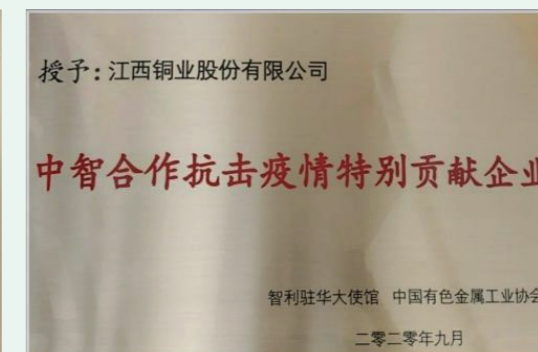 授予:江西铜业股份有限公司
中智合作抗击疫情特别贡献企业
智利驻华大使馆 中国有色金属工业协会
二零二零年九月